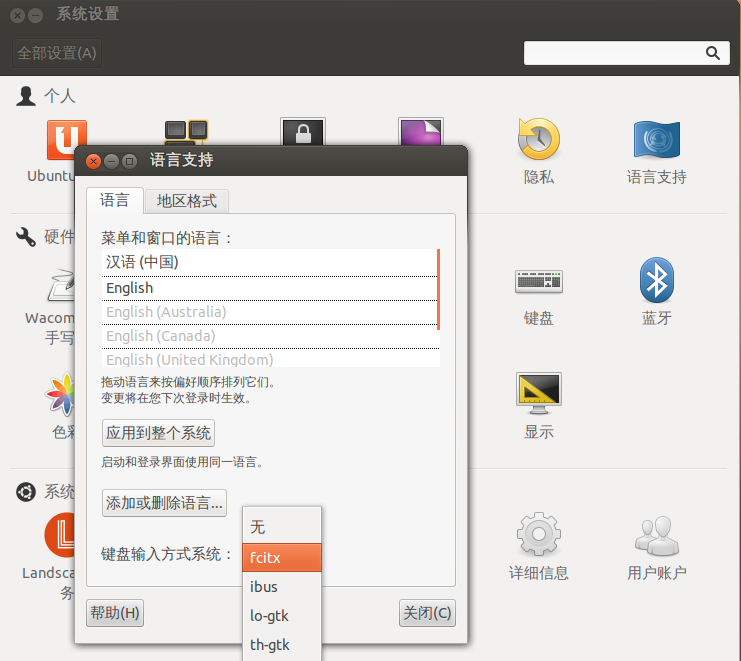 系统设置
全部设置(A)
个人
Ubuntu
隐私
语言支持
语言支持
语言
地区格式
菜单和窗口的语言：
汉语 (中国)
English
English (Australia)
English (Canada)
English (United Kingdom)
拖动语言来按偏好顺序排列它们。
变更将在您下次登录时生效。
应用到整个系统
启动和登录界面使用同一语言。
添加或删除语言...
键盘输入方式系统：
无
fcitx
ibus
lo-gtk
th-gtk
帮助(H)
关闭(C)
硬件
Wacom
手写
键盘
蓝牙
色彩
显示
系统
Landsca
务
详细信息
用户账户